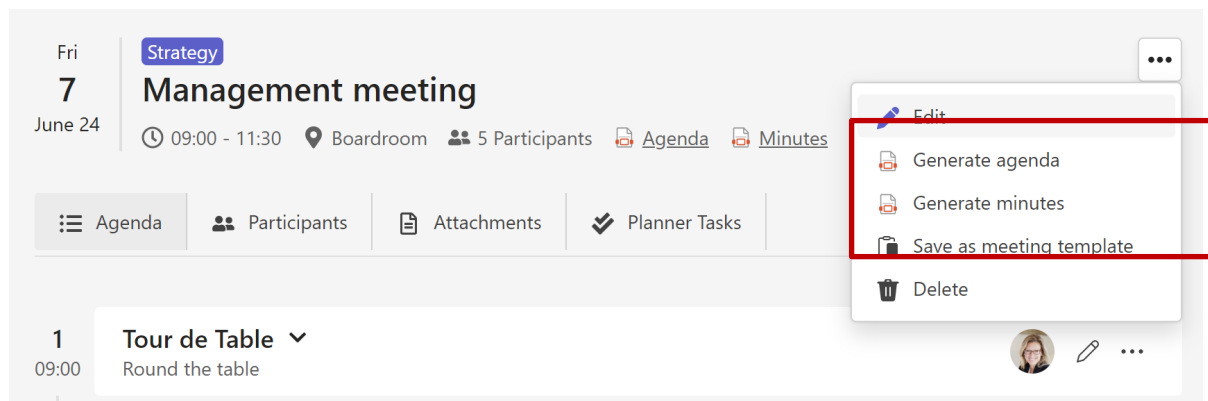 Fri
7
June 24
Strategy
Management meeting
09:00 - 11:30 Boardroom 5 Participants Agenda Minutes
Edit
Generate agenda
Generate minutes
Save as meeting template
Delete
Agenda Participants Attachments Planner Tasks
1
09:00
Tour de Table
Round the table